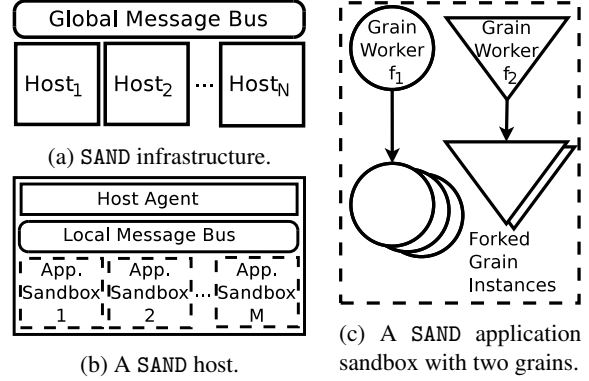 Global Message Bus
Host1 Host2 ... HostN
(a) SAND infrastructure.
Host Agent
Local Message Bus
App. Sandbox 1
App. Sandbox 2
...
App. Sandbox M
(b) A SAND host.
Grain Worker f1
Grain Worker f2
Forked
Grain
Instances
(c) A SAND application
sandbox with two grains.